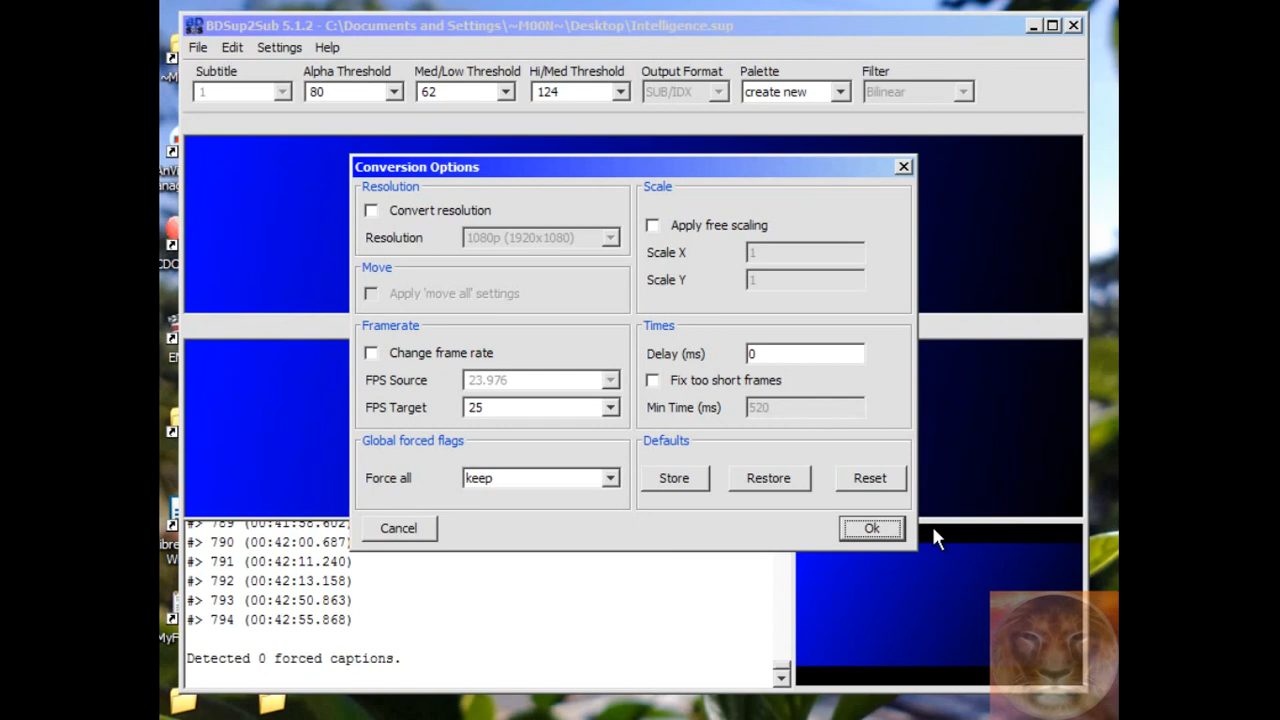 BDSup2Sub 5.1.2 - C:\Documents and Settings\~M00N~\Desktop\Intelligence.sup
File Edit Settings Help
Subtitle Alpha Threshold Med/Low Threshold Hi/Med Threshold Output Format Palette Filter
1 80 62 124 SUB/IDX create new Bilinear
Conversion Options
Resolution
Convert resolution
Resolution 1080p (1920x1080)
Move
Apply 'move all' settings
Framerate
Change frame rate
FPS Source 23.976
FPS Target 25
Global forced flags
Force all keep
Cancel
Scale
Apply free scaling
Scale X 1
Scale Y 1
Times
Delay (ms) 0
Fix too short frames
Min Time (ms) 520
Defaults
Store Restore Reset
Ok
#> 789 (00:41:58.602)
#> 790 (00:42:00.687)
#> 791 (00:42:11.240)
#> 792 (00:42:13.158)
#> 793 (00:42:50.863)
#> 794 (00:42:55.868)
Detected 0 forced captions.